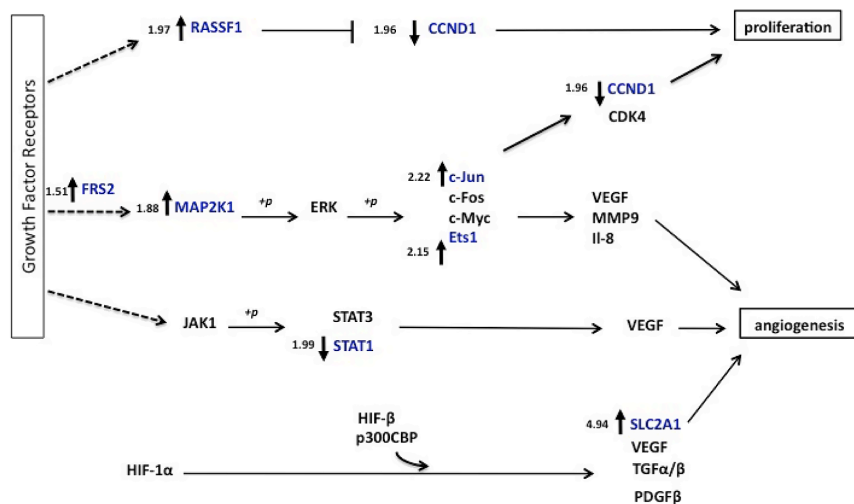 1.97 RASSF1 1.96 CCND1 proliferation
1.96 CCND1
CDK4
Growth Factor Receptors
1.51 FRS2
1.88 MAP2K1 +p ERK +p
2.22 c-Jun
c-Fos
c-Myc
Ets1
2.15
VEGF
MMP9
Il-8
JAK1 +p
STAT3
1.99 STAT1
VEGF angiogenesis
HIF-β
p300CBP
HIF-1α
4.94 SLC2A1
VEGF
TGFα/β
PDGFβ